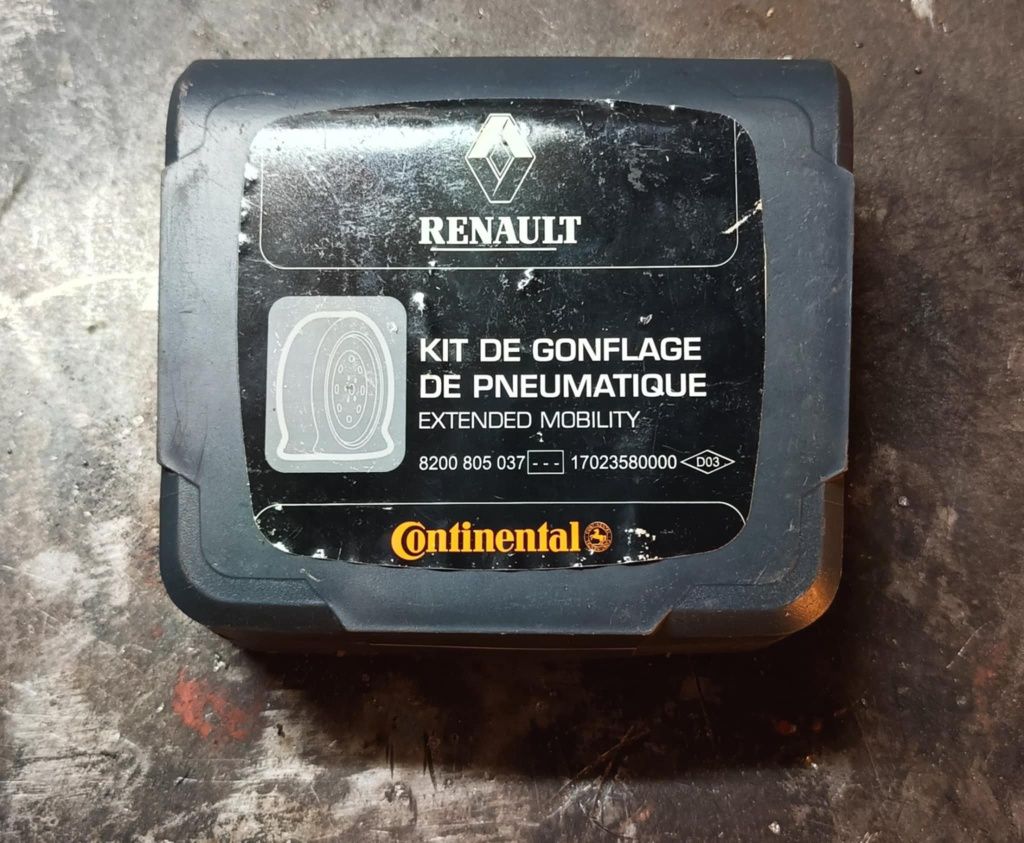 RENAULT
KIT DE GONFLAGE
DE PNEUMATIQUE
EXTENDED MOBILITY
8200 805 037 --- 17023580000 D03
Continental